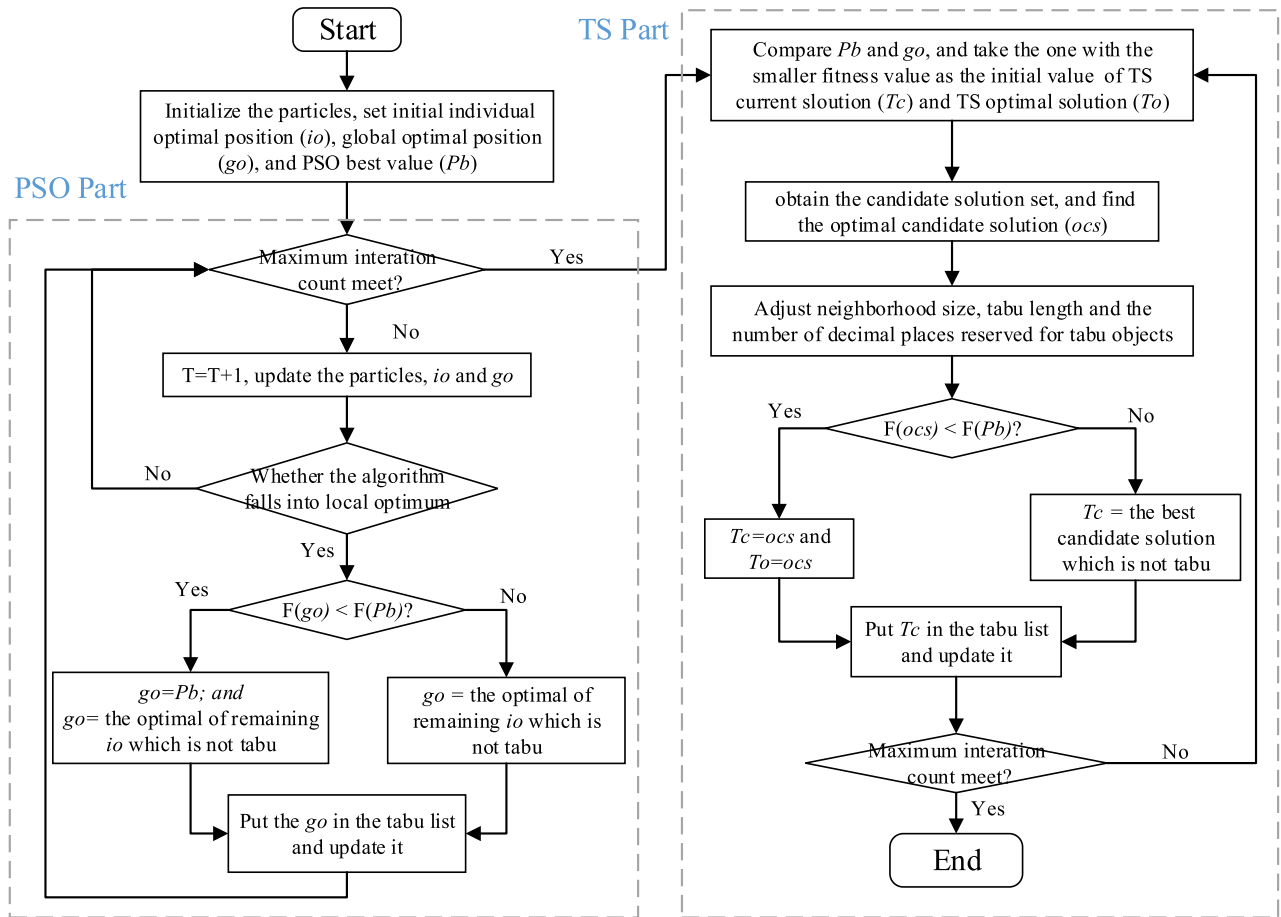 Start
Initialize the particles, set initial individual
optimal position (io), global optimal position
(go), and PSO best value (Pb)
PSO Part
Maximum interation
count meet?
Yes
No
T=T+1, update the particles, io and go
Whether the algorithm
falls into local optimum
No
Yes
F(go) < F(Pb)?
Yes
No
go=Pb; and
go= the optimal of remaining
io which is not tabu
go = the optimal of
remaining io which is
not tabu
Put the go in the tabu list
and update it
TS Part
Compare Pb and go, and take the one with the
smaller fitness value as the initial value of TS
current sloution (Tc) and TS optimal solution (To)
obtain the candidate solution set, and find
the optimal candidate solution (ocs)
Adjust neighborhood size, tabu length and the
number of decimal places reserved for tabu objects
F(ocs) < F(Pb)?
Yes
No
Tc=ocs and
To=ocs
Tc = the best
candidate solution
which is not tabu
Put Tc in the tabu list
and update it
Maximum interation
count meet?
No
Yes
End